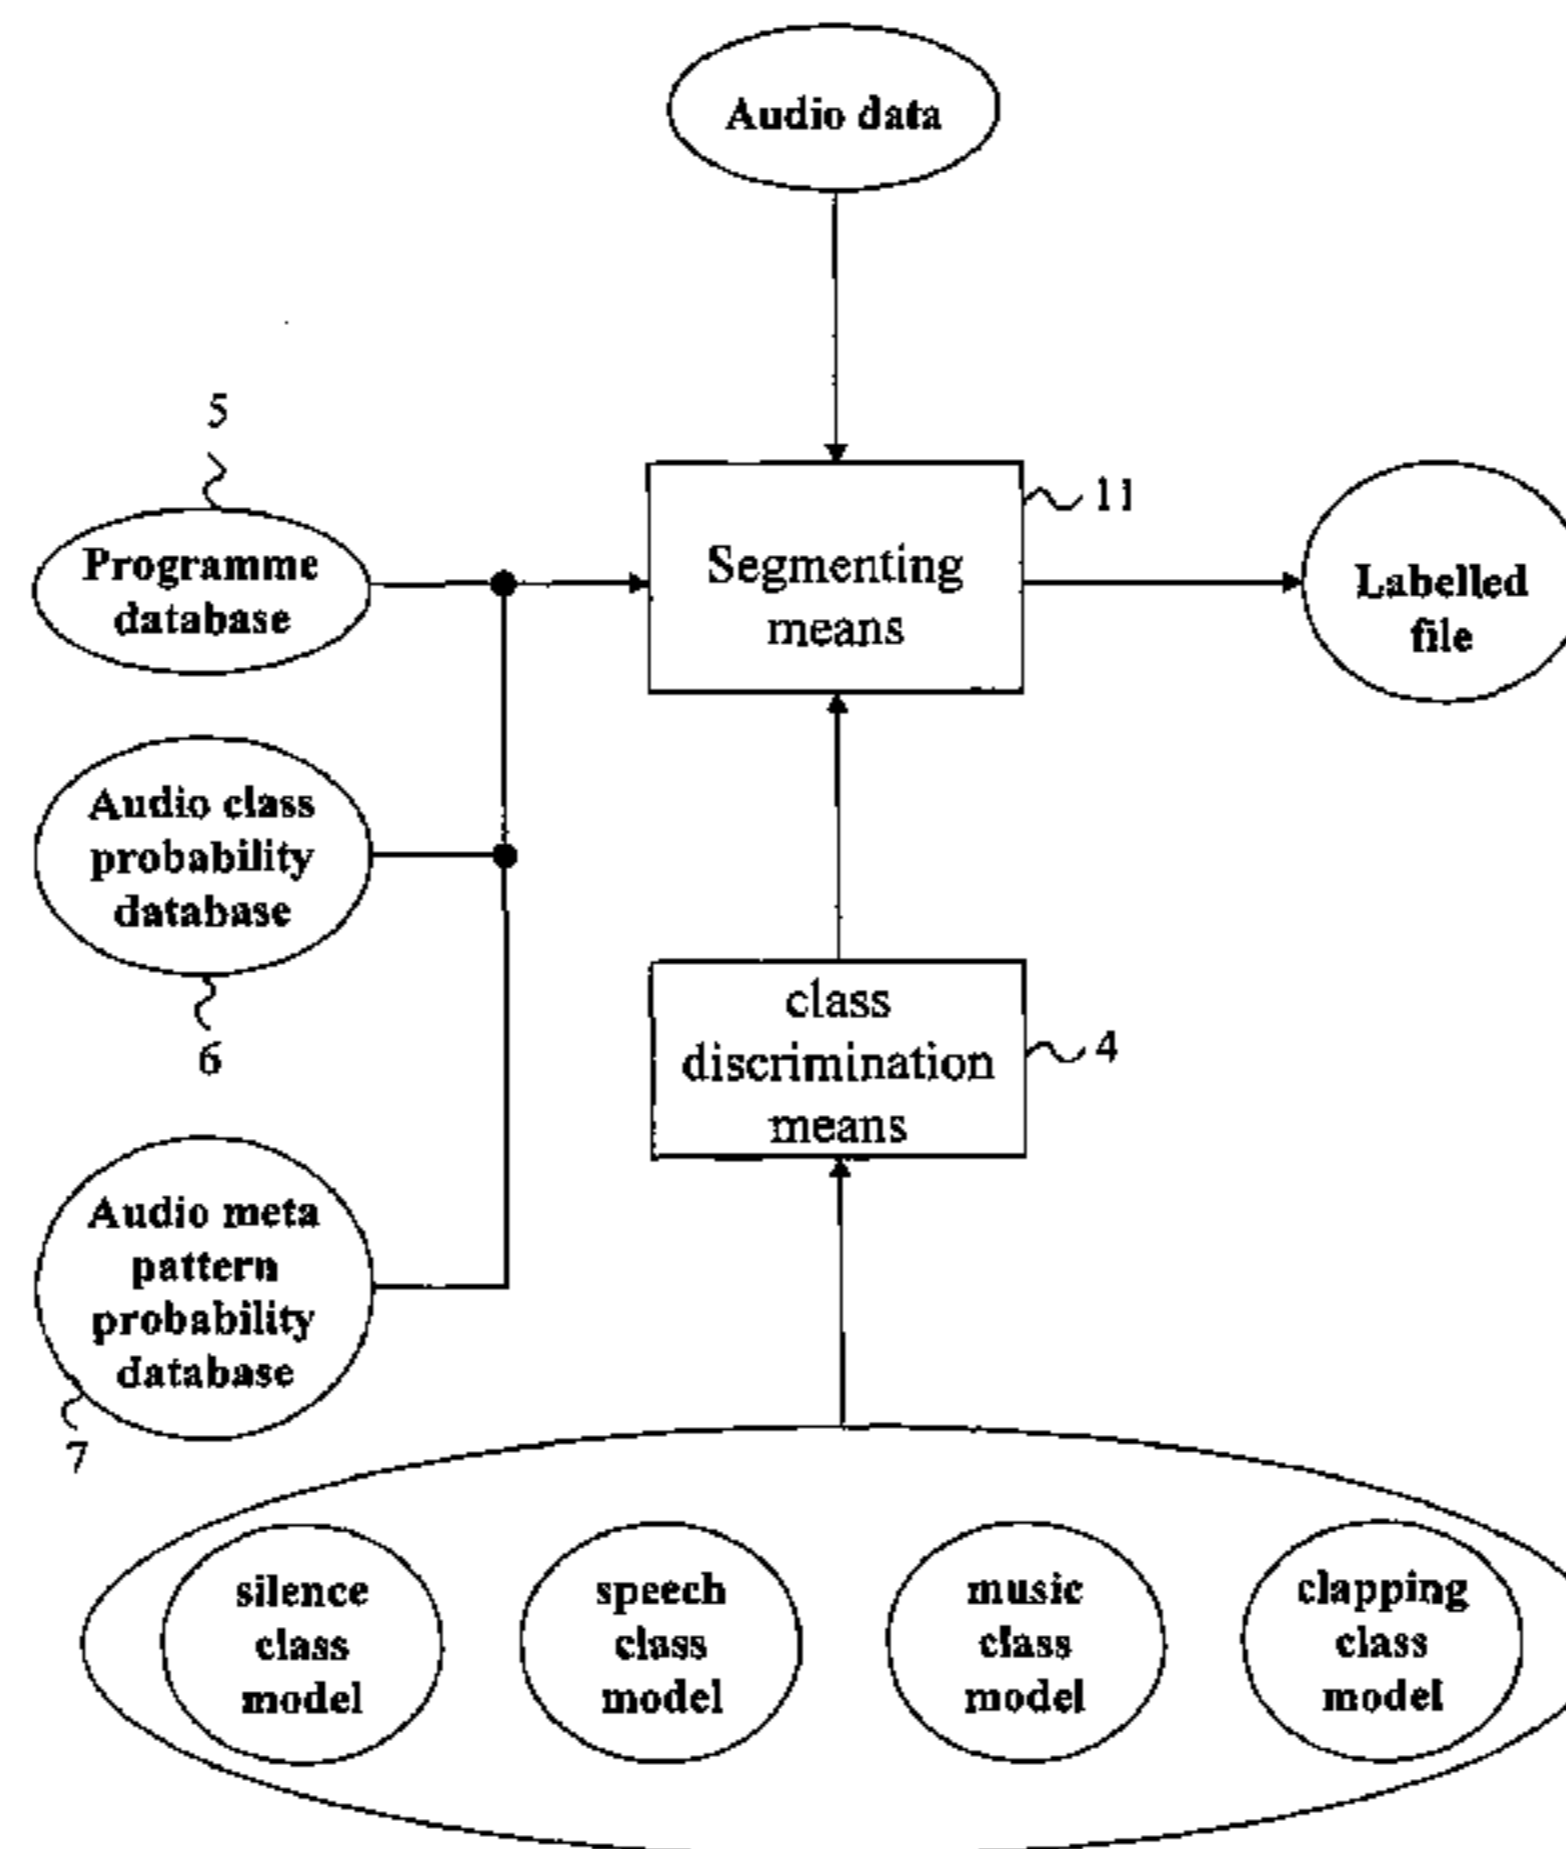 Audio data
5
Programme
database
11
Segmenting
means
Labelled
file
Audio class
probability
database
6
class
discrimination
means
4
Audio meta
pattern
probability
database
7
silence
class
model
speech
class
model
music
class
model
clapping
class
model